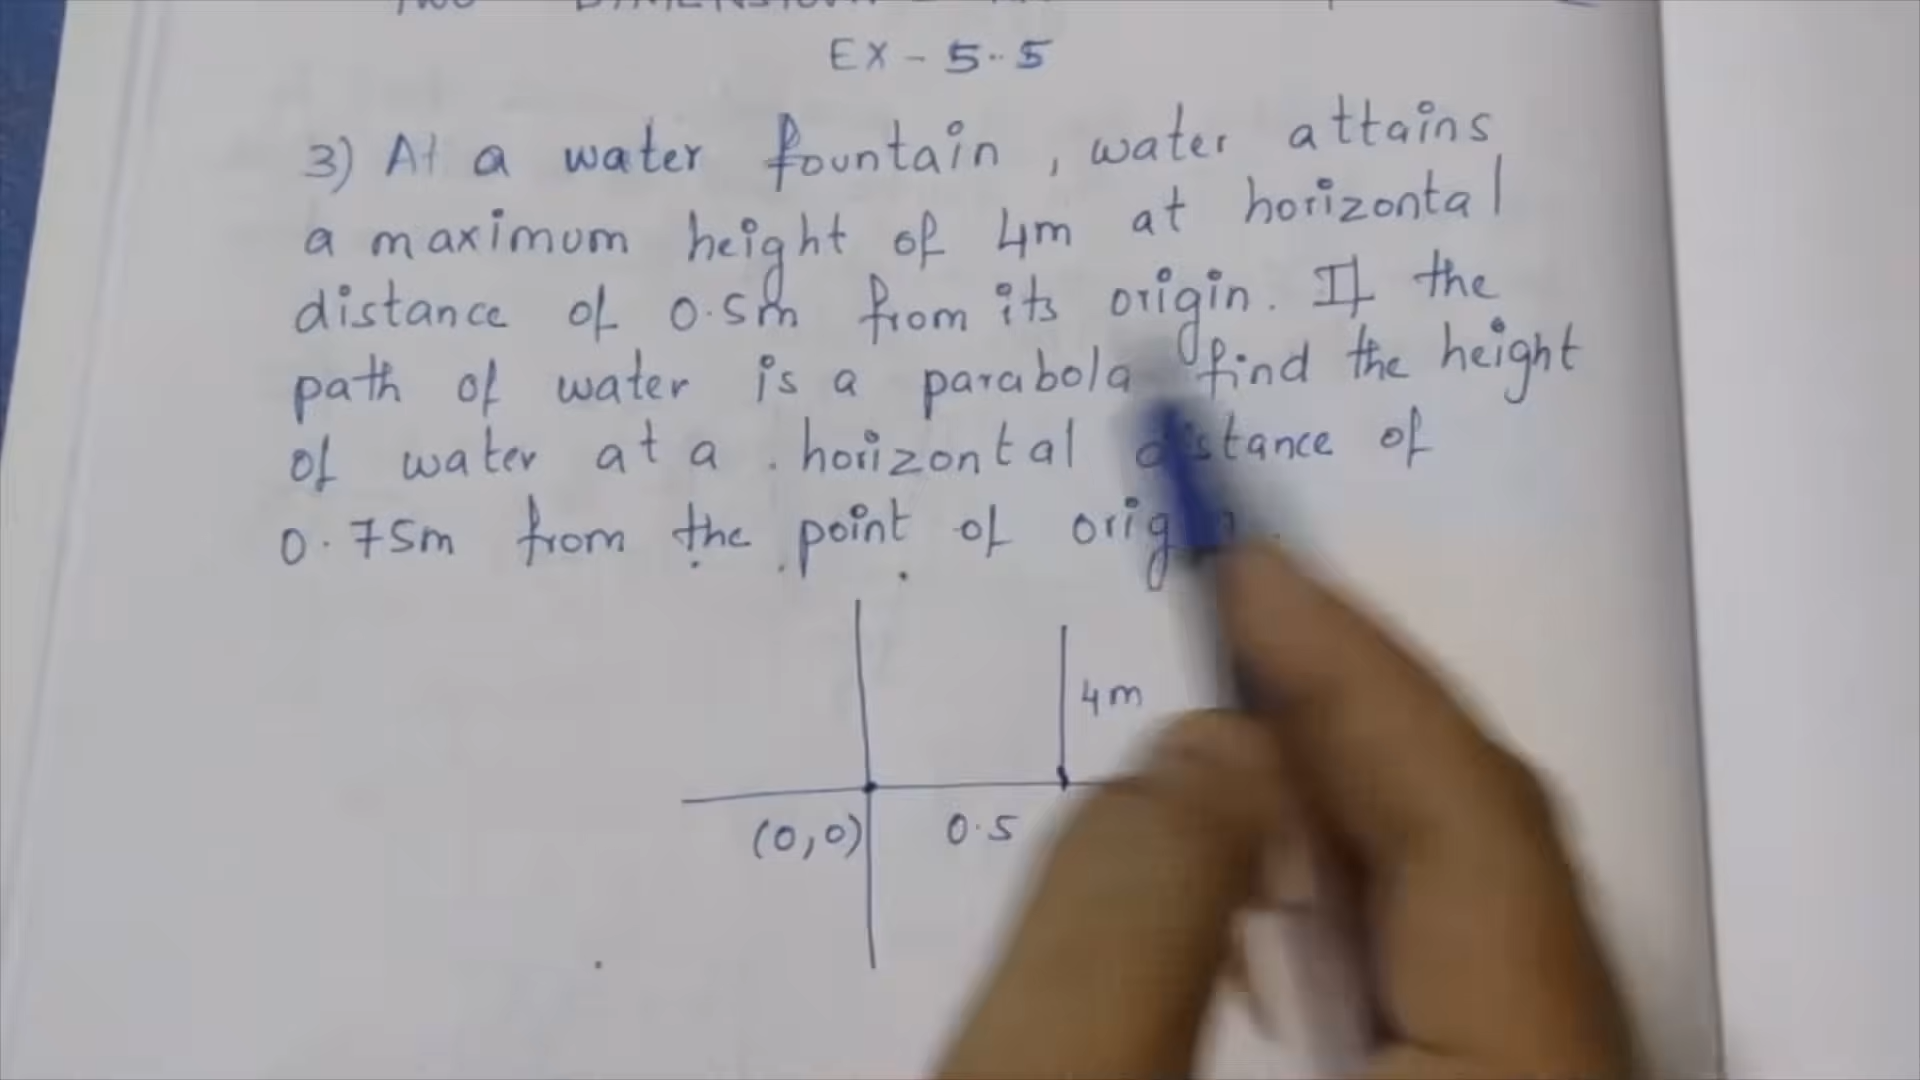 EX - 5.5
3) At a water fountain, water attains
a maximum height of 4m at horizontal
distance of 0.5m from its origin. If the
path of water is a parabola find the height
of water at a horizontal distance of
0.75m from the point of origin.
4m
(0,0) 0.5